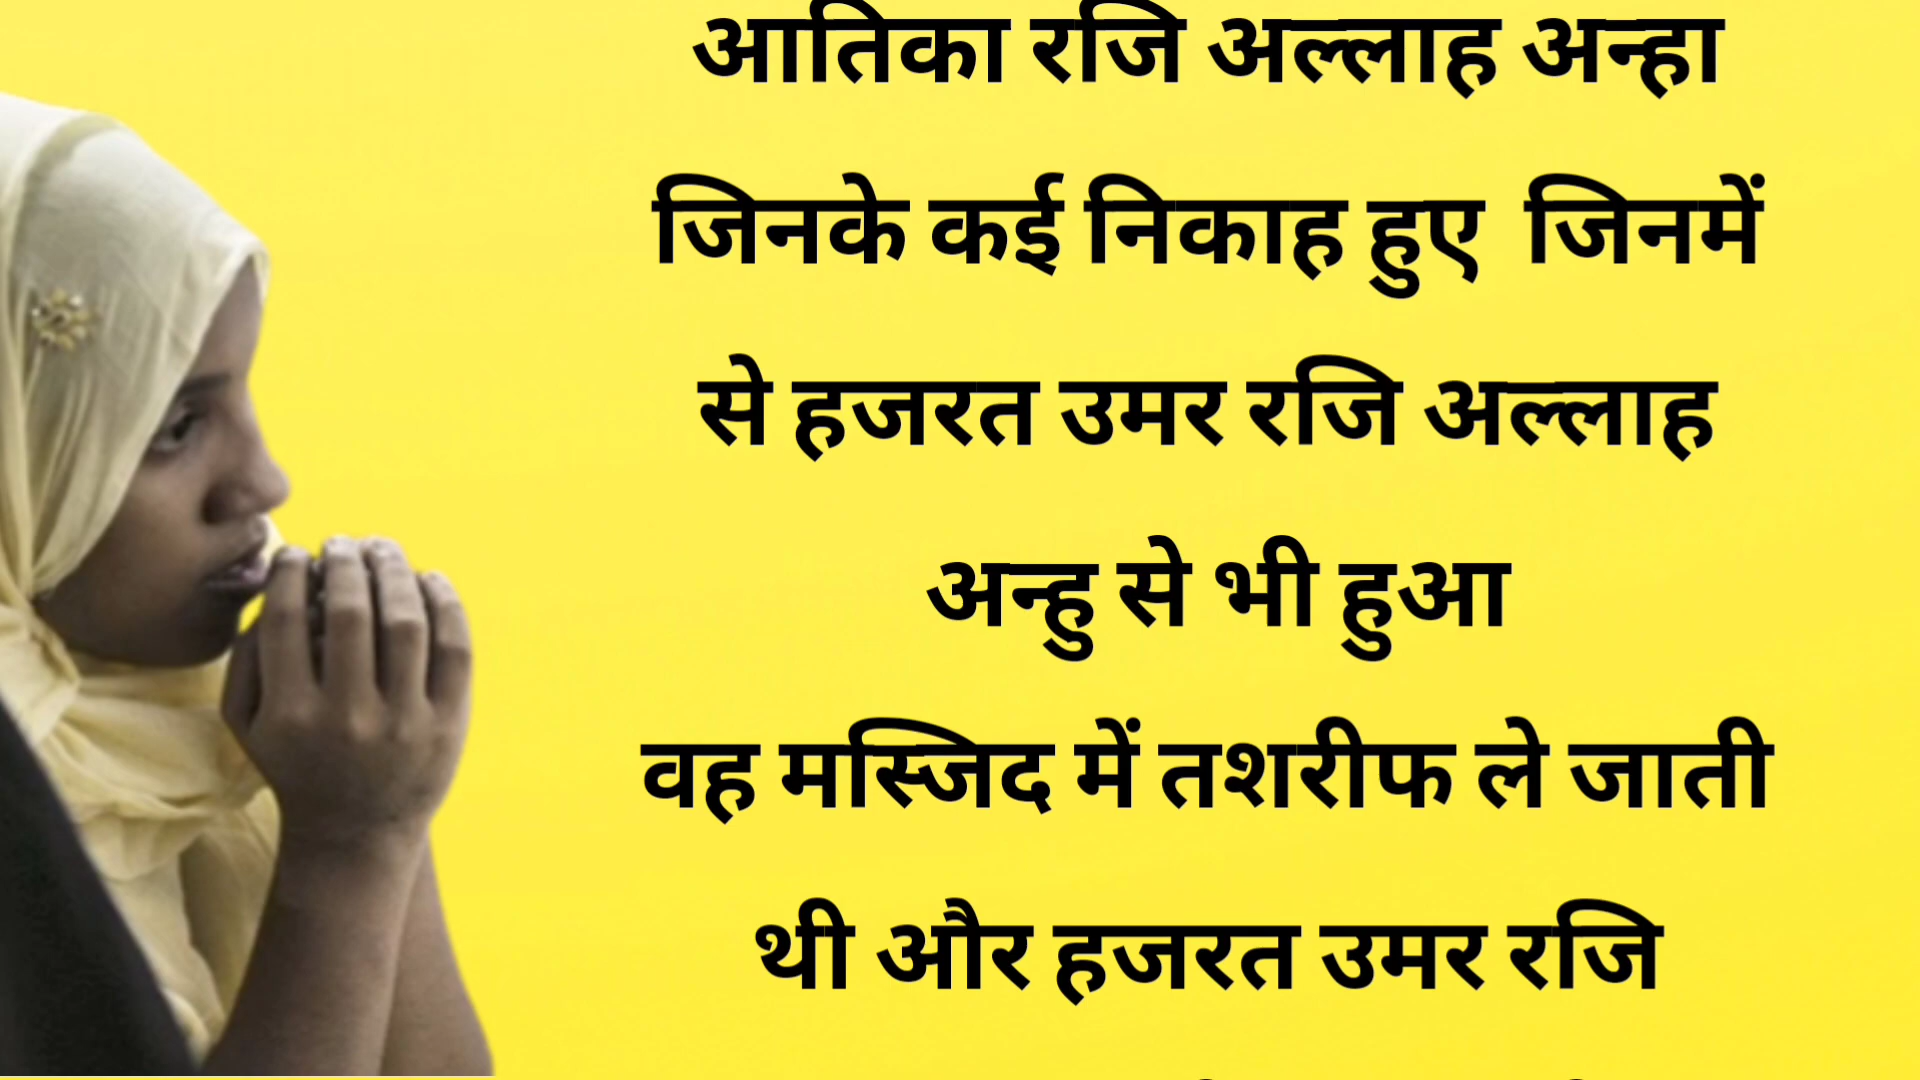 आतिका रजि अल्लाह अन्हा
जिनके कई निकाह हुए जिनमें
से हजरत उमर रजि अल्लाह
अन्हु से भी हुआ
वह मस्जिद में तशरीफ ले जाती
थी और हजरत उमर रजि